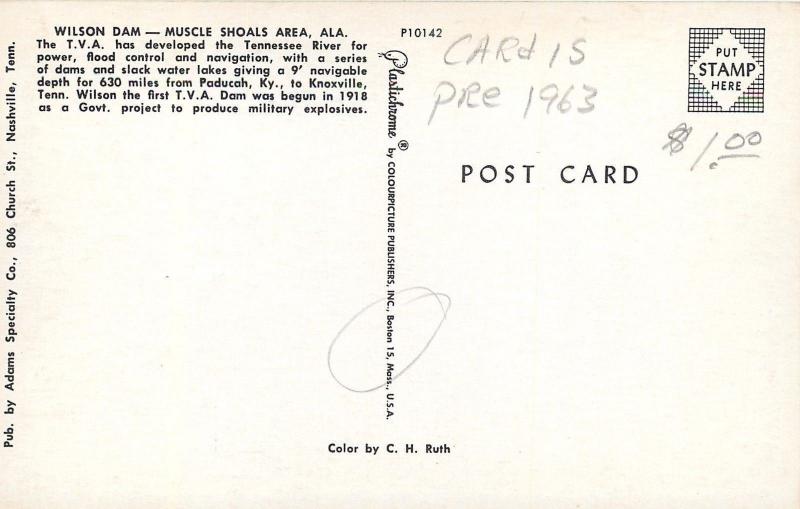 WILSON DAM — MUSCLE SHOALS AREA, ALA.
The T.V.A. has developed the Tennessee River for
power, flood control and navigation, with a series
of dams and slack water lakes giving a 9' navigable
depth for 630 miles from Paducah, Ky., to Knoxville,
Tenn. Wilson the first T.V.A. Dam was begun in 1918
as a Govt. project to produce military explosives.
Pub. by Adams Specialty Co., 806 Church St., Nashville, Tenn.
P10142
Plastichrome ® by COLOURPICTURE PUBLISHERS, INC., Boston 15, Mass., U.S.A.
CARd IS
PRE 1963
PUT
STAMP
HERE
$1.00
POST CARD
Color by C. H. Ruth